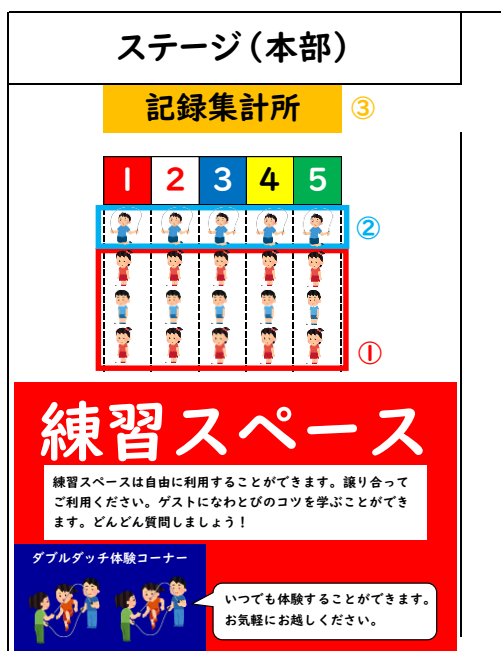 ステージ（本部）
記録集計所 ③
1 2 3 4 5
②
①
練習スペース
練習スペースは自由に利用することができます。譲り合って
ご利用ください。ゲストになわとびのコツを学ぶことができ
ます。どんどん質問しましょう！
ダブルダッチ体験コーナー
いつでも体験することができます。
お気軽にお越しください。